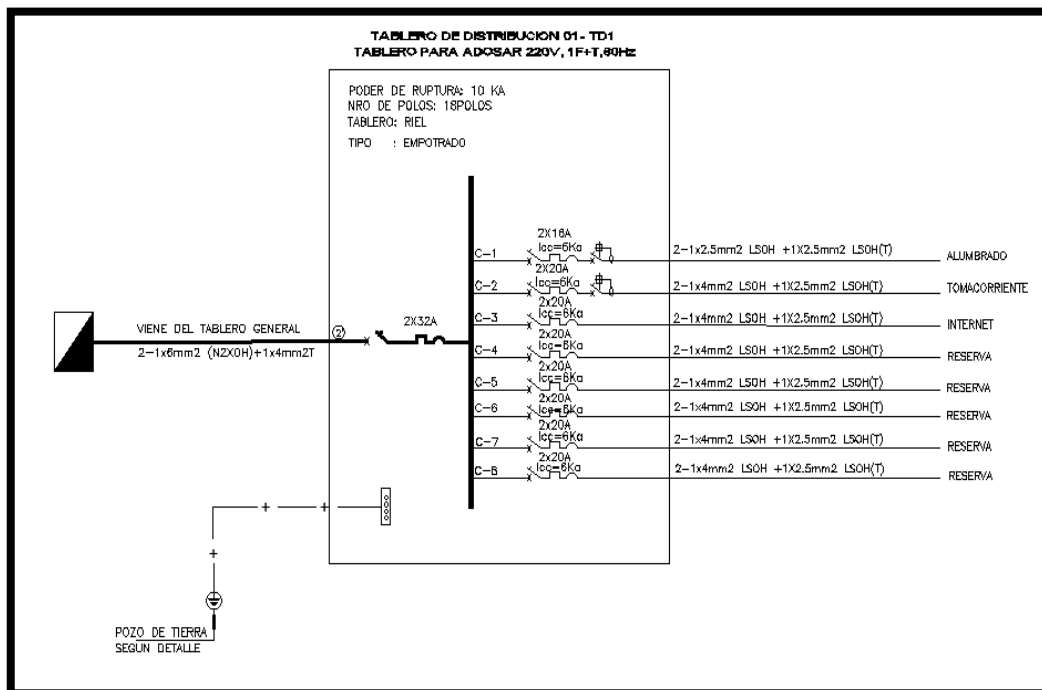 TABLERO DE DISTRIBUCION 01- TD1
TABLERO PARA ADOSAR 220V, 1F+T,60Hz
PODER DE RUPTURA: 10 KA
NRO DE POLOS: 18POLOS
TABLERO: RIEL
TIPO : EMPOTRADO
2X16A
C-1 Icc=6Ka 2-1x2.5mm2 LSOH +1X2.5mm2 LSOH(T) ALUMBRADO
2X20A
C-2 Icc=6Ka 2-1x4mm2 LSOH +1X2.5mm2 LSOH(T) TOMACORRIENTE
2x20A
C-3 Icc=6Ka 2-1x4mm2 LSOH +1X2.5mm2 LSOH(T) INTERNET
2x20A
C-4 Icc=6Ka 2-1x4mm2 LSOH +1X2.5mm2 LSOH(T) RESERVA
2x20A
C-5 Icc=6Ka 2-1x4mm2 LSOH +1X2.5mm2 LSOH(T) RESERVA
2x20A
C-6 Icc=6Ka 2-1x4mm2 LSOH +1X2.5mm2 LSOH(T) RESERVA
2x20A
C-7 Icc=6Ka 2-1x4mm2 LSOH +1X2.5mm2 LSOH(T) RESERVA
2x20A
C-8 Icc=6Ka 2-1x4mm2 LSOH +1X2.5mm2 LSOH(T) RESERVA
VIENE DEL TABLERO GENERAL 2 2X32A
2-1x6mm2 (N2XOH)+1x4mm2T
POZO DE TIERRA
SEGUN DETALLE